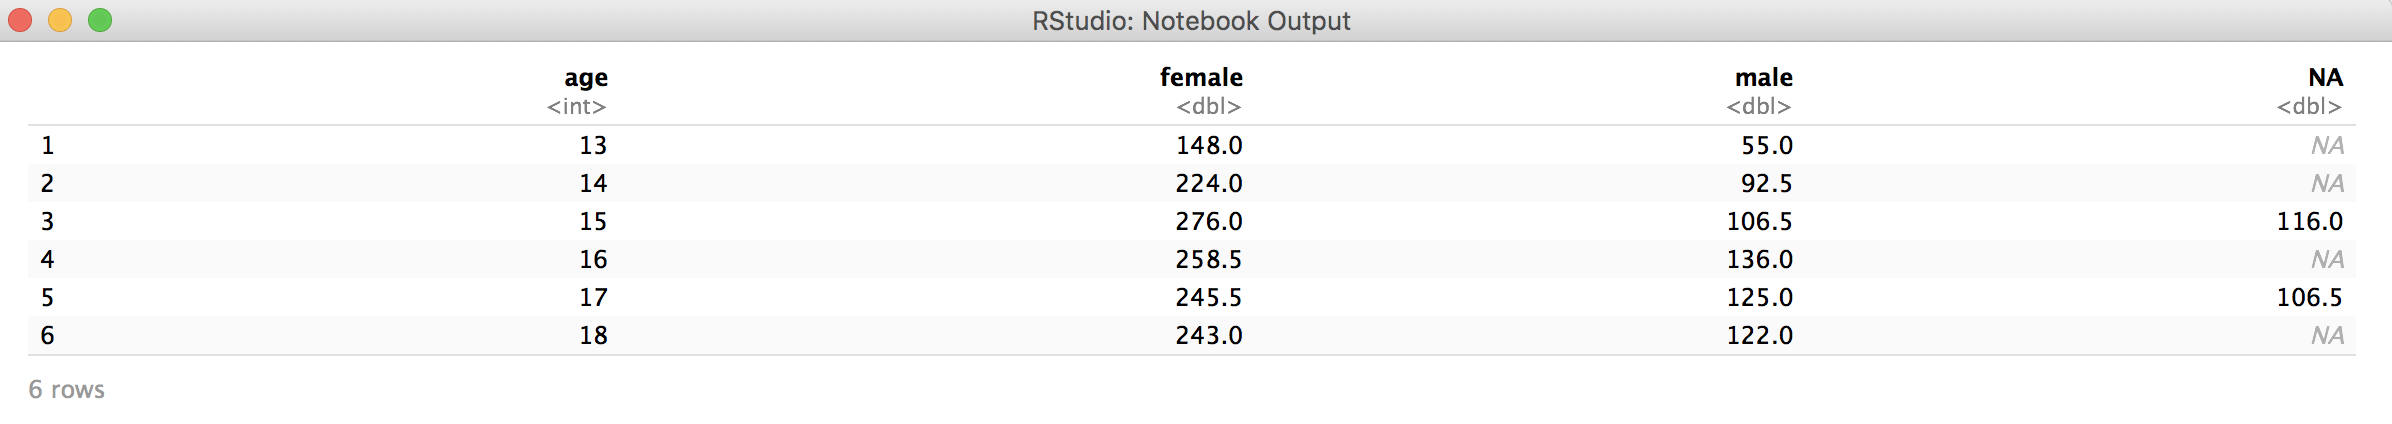 RStudio: Notebook Output
age female male NA
<int> <dbl> <dbl> <dbl>
1 13 148.0 55.0 NA
2 14 224.0 92.5 NA
3 15 276.0 106.5 116.0
4 16 258.5 136.0 NA
5 17 245.5 125.0 106.5
6 18 243.0 122.0 NA
6 rows